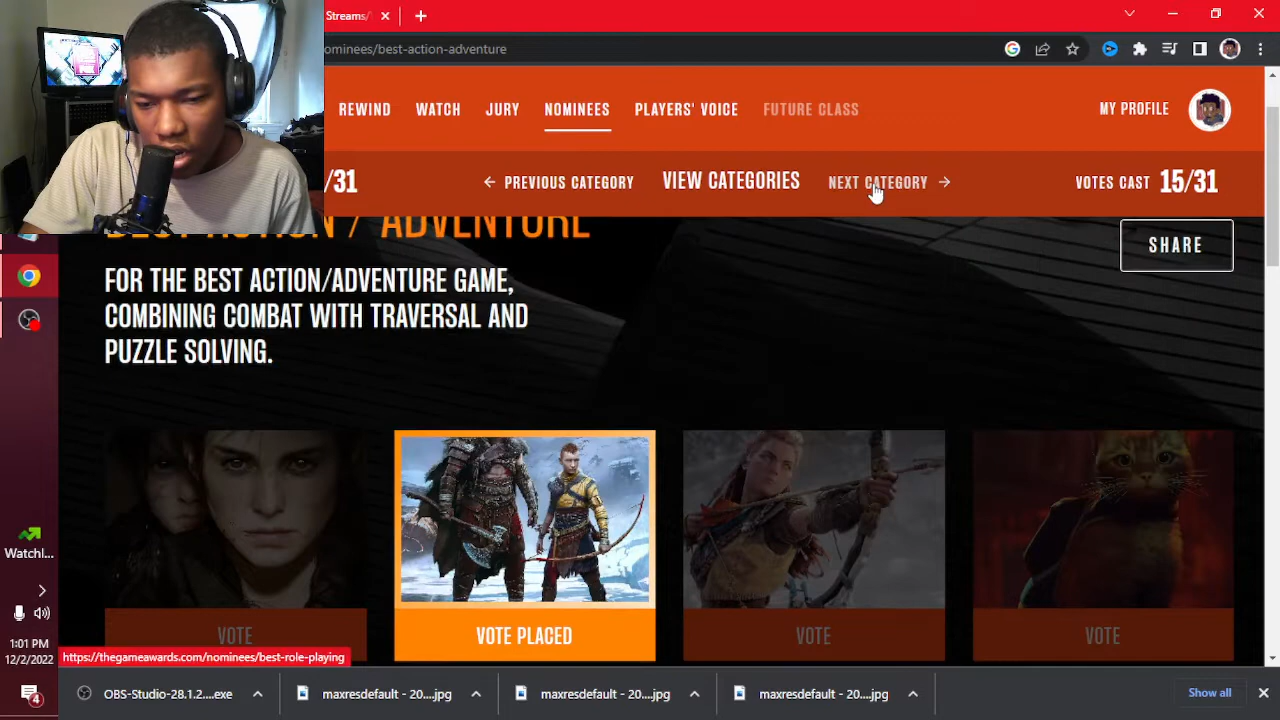 Streams/
ominees/best-action-adventure
REWIND
WATCH
JURY
NOMINEES
PLAYERS' VOICE
FUTURE CLASS
MY PROFILE
/31
← PREVIOUS CATEGORY
VIEW CATEGORIES
NEXT CATEGORY →
VOTES CAST 15/31
BEST ACTION / ADVENTURE
SHARE
FOR THE BEST ACTION/ADVENTURE GAME,
COMBINING COMBAT WITH TRAVERSAL AND
PUZZLE SOLVING.
VOTE
VOTE PLACED
VOTE
VOTE
Watchl...
1:01 PM
12/2/2022
4
https://thegameawards.com/nominees/best-role-playing
OBS-Studio-28.1.2....exe
maxresdefault - 20....jpg
maxresdefault - 20....jpg
maxresdefault - 20....jpg
Show all